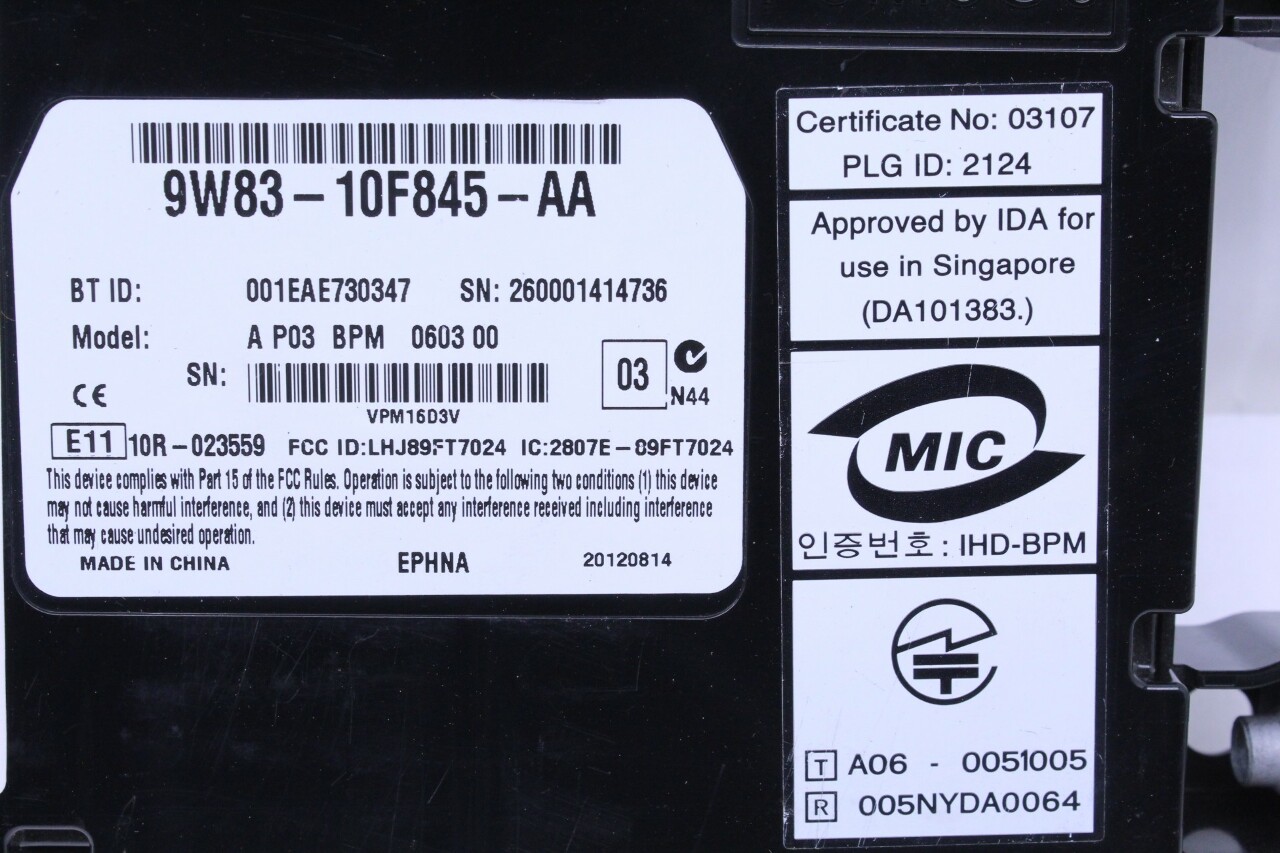 9W83-10F845-AA
BT ID: 001EAE730347 SN: 260001414736
Model: A P03 BPM 0603 00
SN:
VPM16D3V
03
N44
CE
E11 10R-023559 FCC ID:LHJ89FT7024 IC:2807E-89FT7024
This device complies with Part 15 of the FCC Rules. Operation is subject to the following two conditions (1) this device
may not cause harmful interference, and (2) this device must accept any interference received including interference
that may cause undesired operation.
MADE IN CHINA EPHNA 20120814
Certificate No: 03107
PLG ID: 2124
Approved by IDA for
use in Singapore
(DA101383.)
MIC
인증번호 : IHD-BPM
T A06 - 0051005
R 005NYDA0064